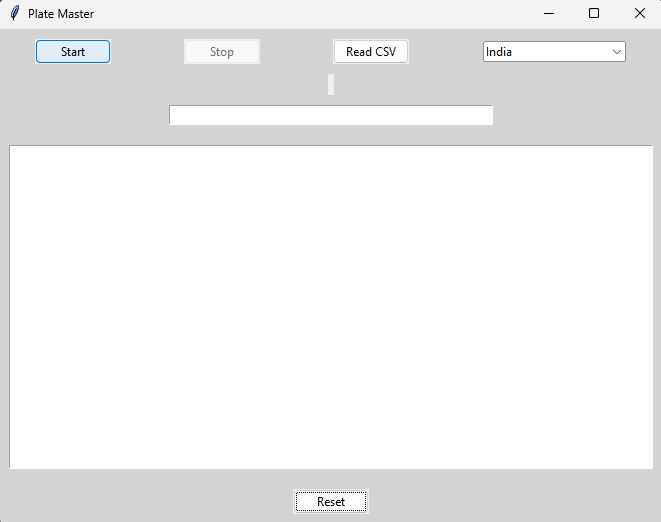 Plate Master
Start Stop Read CSV India
Reset